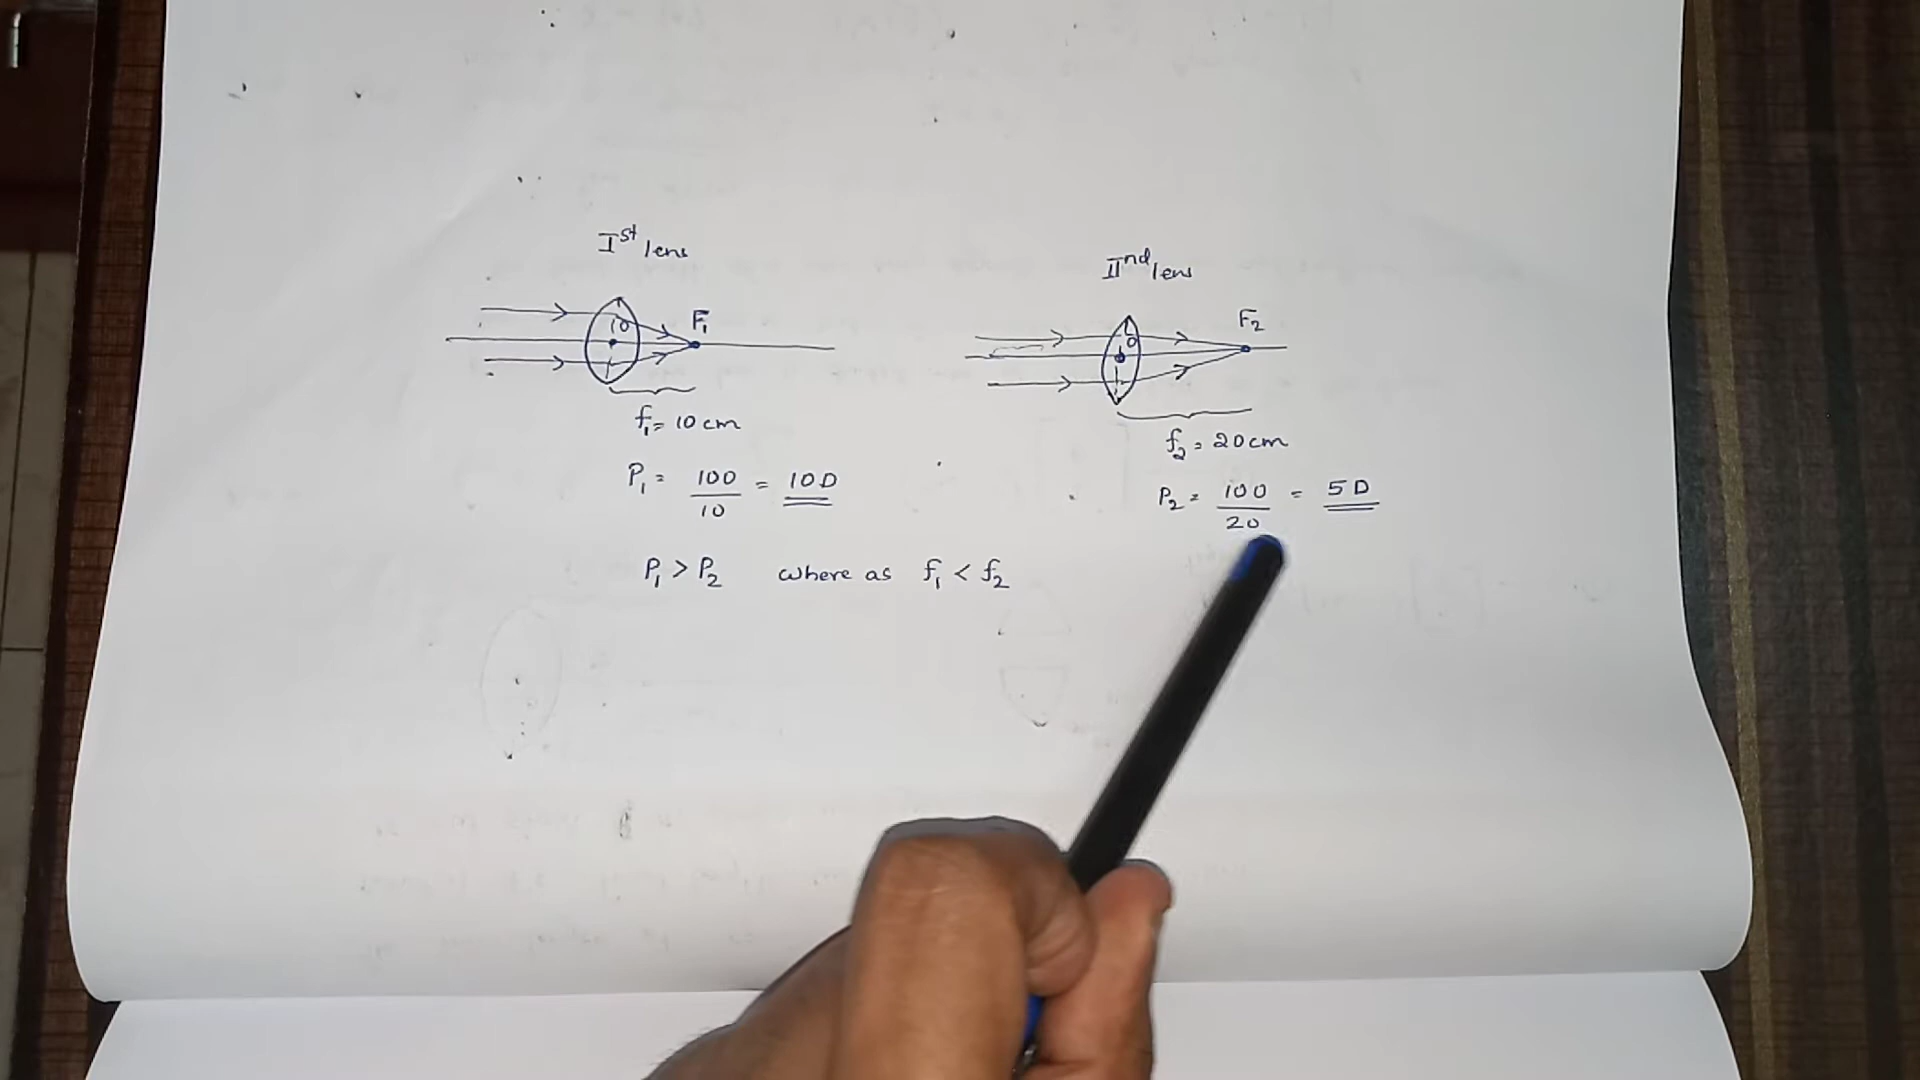 Ist lens
O
F1
f1 = 10 cm
P1 = 100/10 = 10 D
IInd lens
O
F2
f2 = 20 cm
P2 = 100/20 = 5 D
P1 > P2 where as f1 < f2